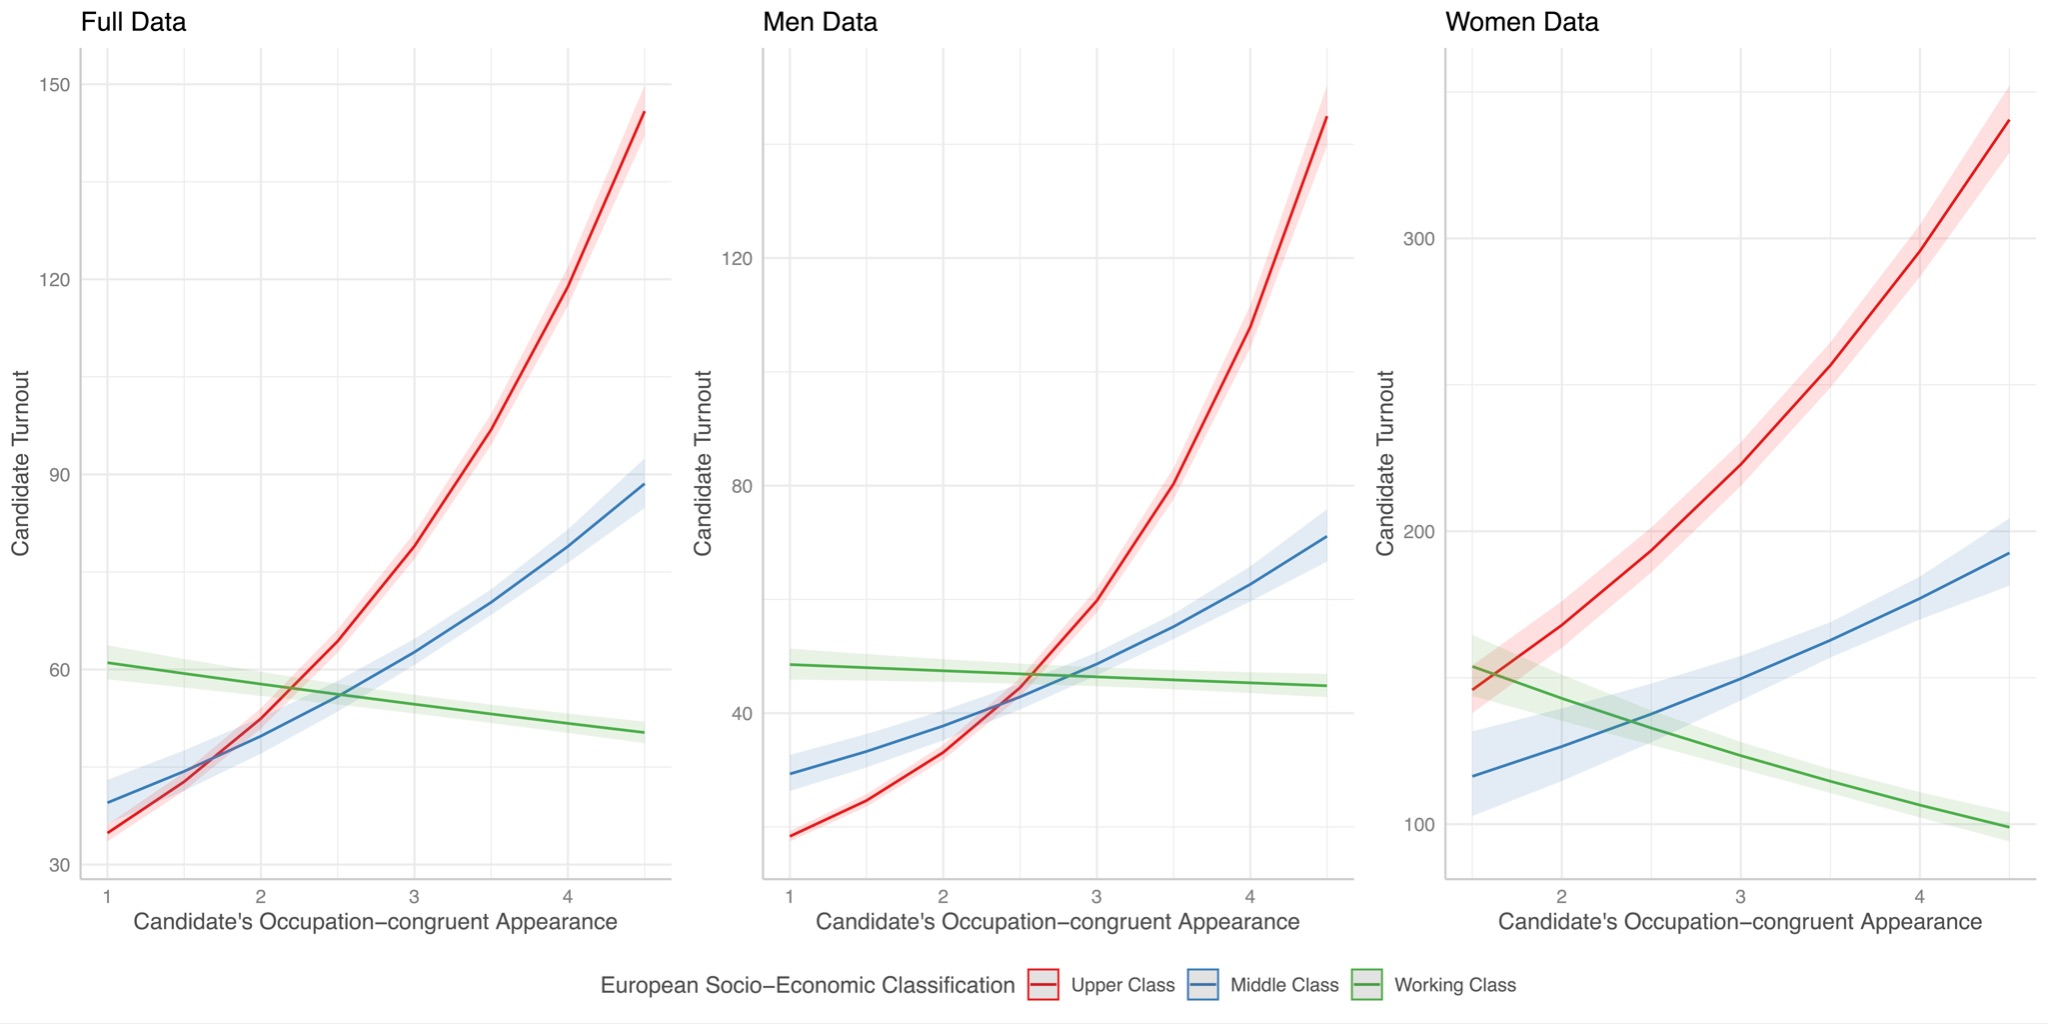 Full Data
Men Data
Women Data
Candidate Turnout
150
120
90
60
30
1 2 3 4
Candidate's Occupation−congruent Appearance
Candidate Turnout
120
80
40
1 2 3 4
Candidate's Occupation−congruent Appearance
Candidate Turnout
300
200
100
2 3 4
Candidate's Occupation−congruent Appearance
European Socio−Economic Classification Upper Class Middle Class Working Class